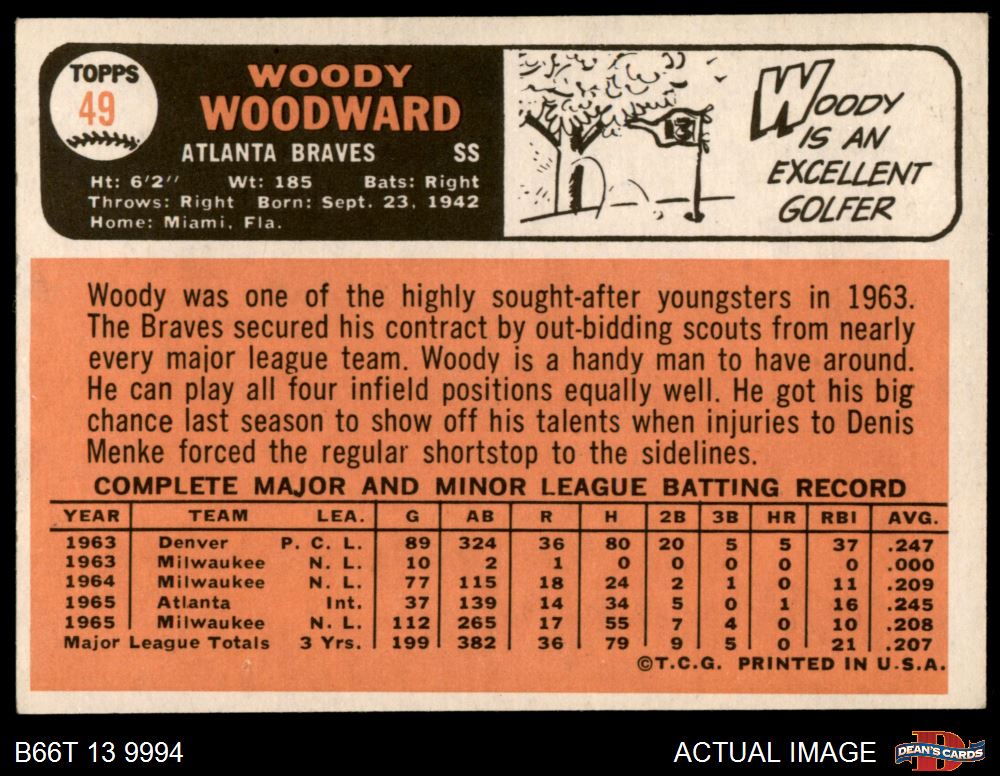 TOPPS
49
WOODY
WOODWARD
ATLANTA BRAVES SS
Ht: 6'2" Wt: 185 Bats: Right
Throws: Right Born: Sept. 23, 1942
Home: Miami, Fla.
WOODY
IS AN
EXCELLENT
GOLFER
Woody was one of the highly sought-after youngsters in 1963.
The Braves secured his contract by out-bidding scouts from nearly
every major league team. Woody is a handy man to have around.
He can play all four infield positions equally well. He got his big
chance last season to show off his talents when injuries to Denis
Menke forced the regular shortstop to the sidelines.
COMPLETE MAJOR AND MINOR LEAGUE BATTING RECORD
YEAR TEAM LEA. G AB R H 2B 3B HR RBI AVG.
1963 Denver P. C. L. 89 324 36 80 20 5 5 37 .247
1963 Milwaukee N. L. 10 2 1 0 0 0 0 0 .000
1964 Milwaukee N. L. 77 115 18 24 2 1 0 11 .209
1965 Atlanta Int. 37 139 14 34 5 0 1 16 .245
1965 Milwaukee N. L. 112 265 17 55 7 4 0 10 .208
Major League Totals 3 Yrs. 199 382 36 79 9 5 0 21 .207
©T.C.G. PRINTED IN U.S.A.
B66T 13 9994
ACTUAL IMAGE
DEAN'S CARDS